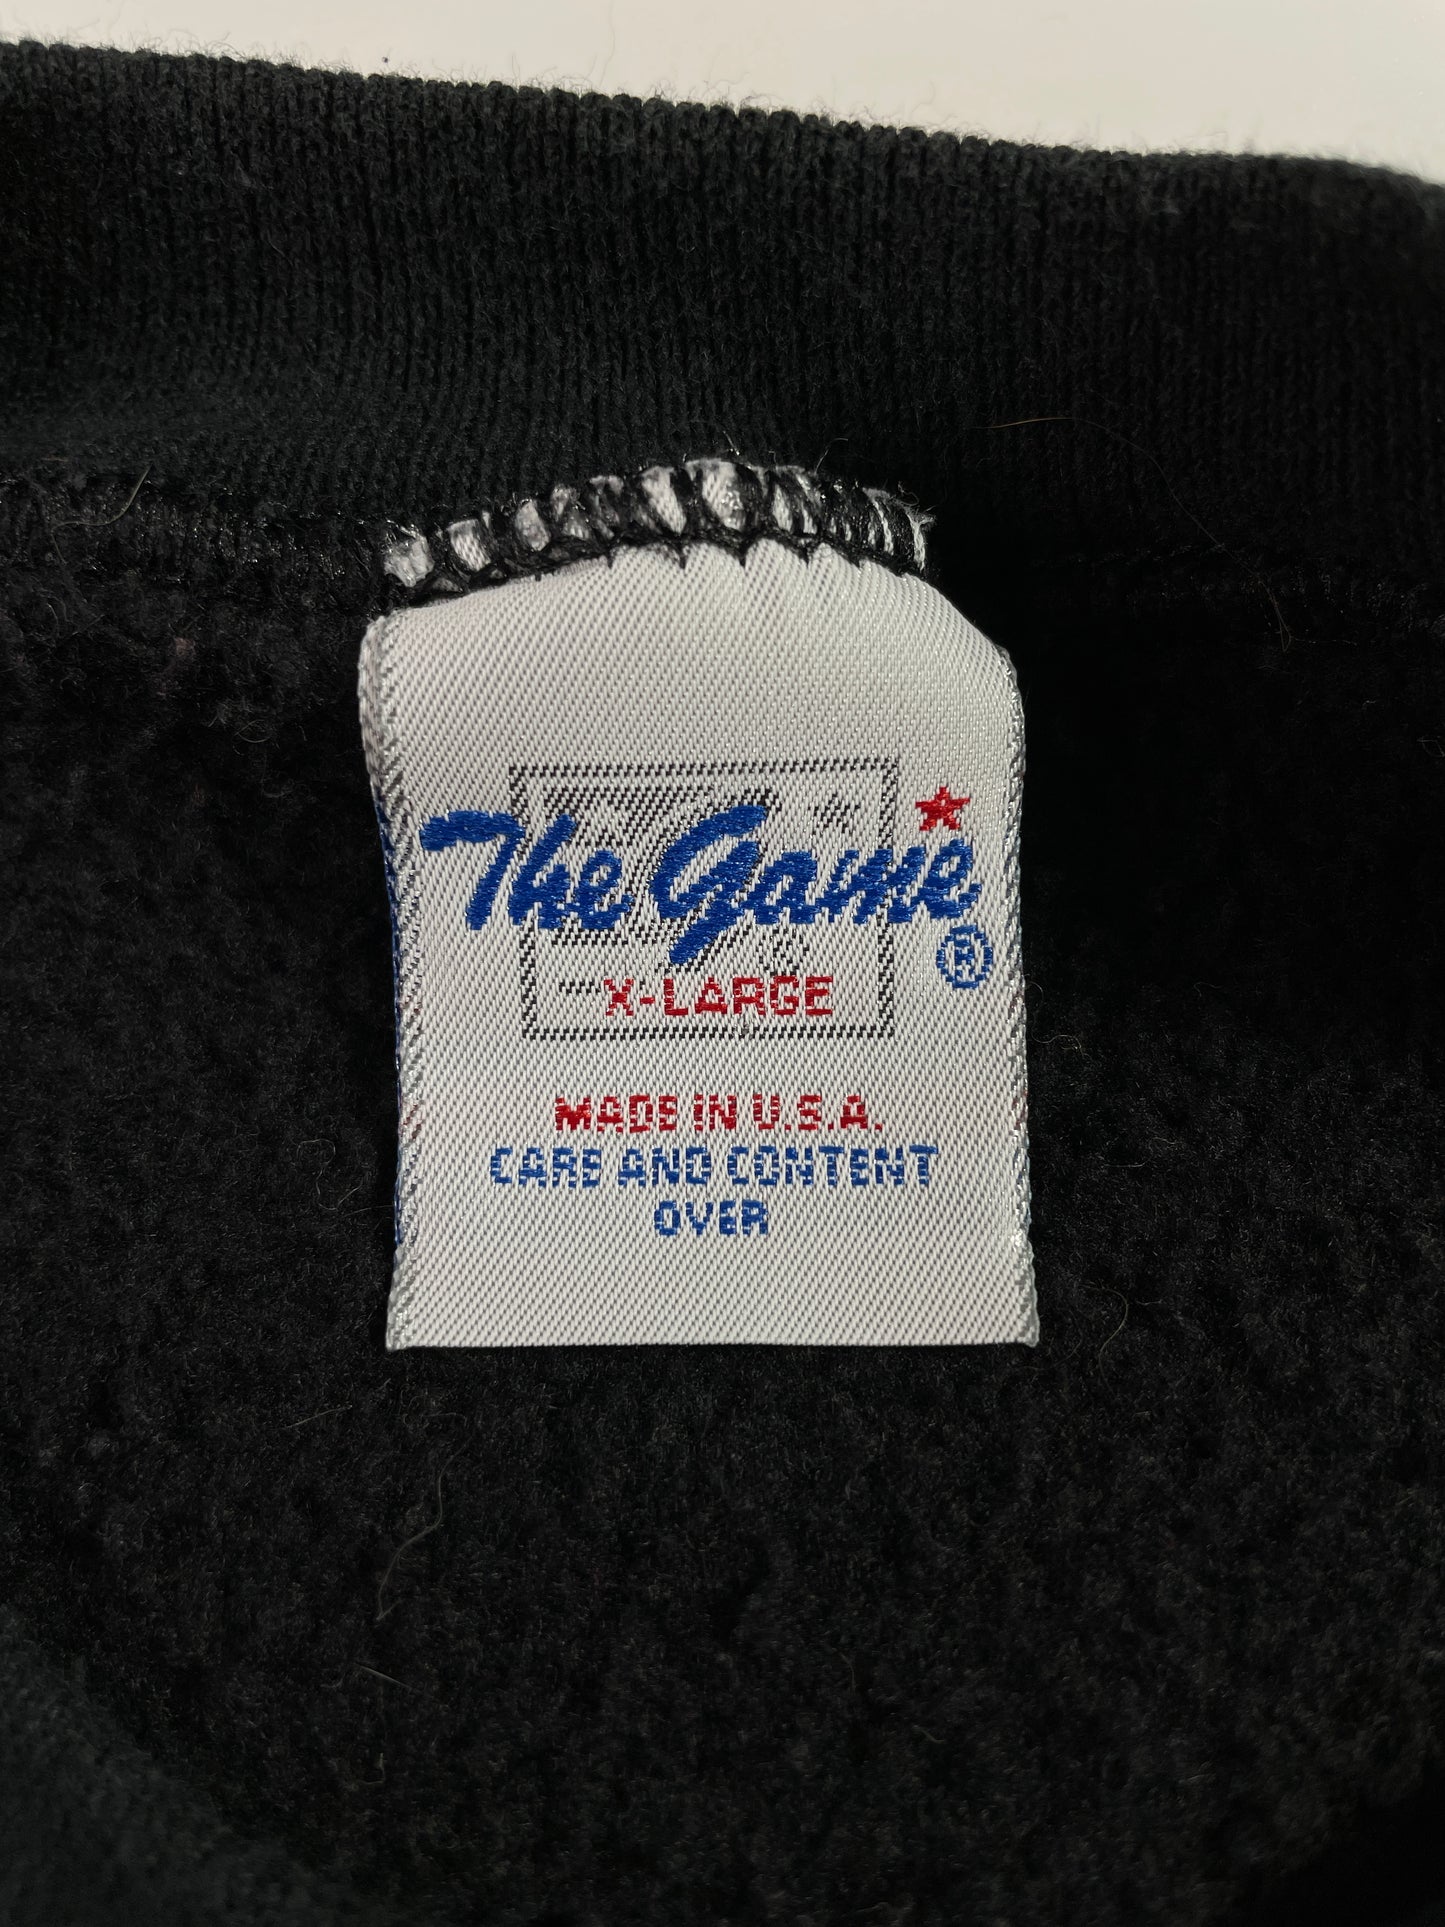 The Game
®
X-LARGE
MADE IN U.S.A.
CARE AND CONTENT
OVER